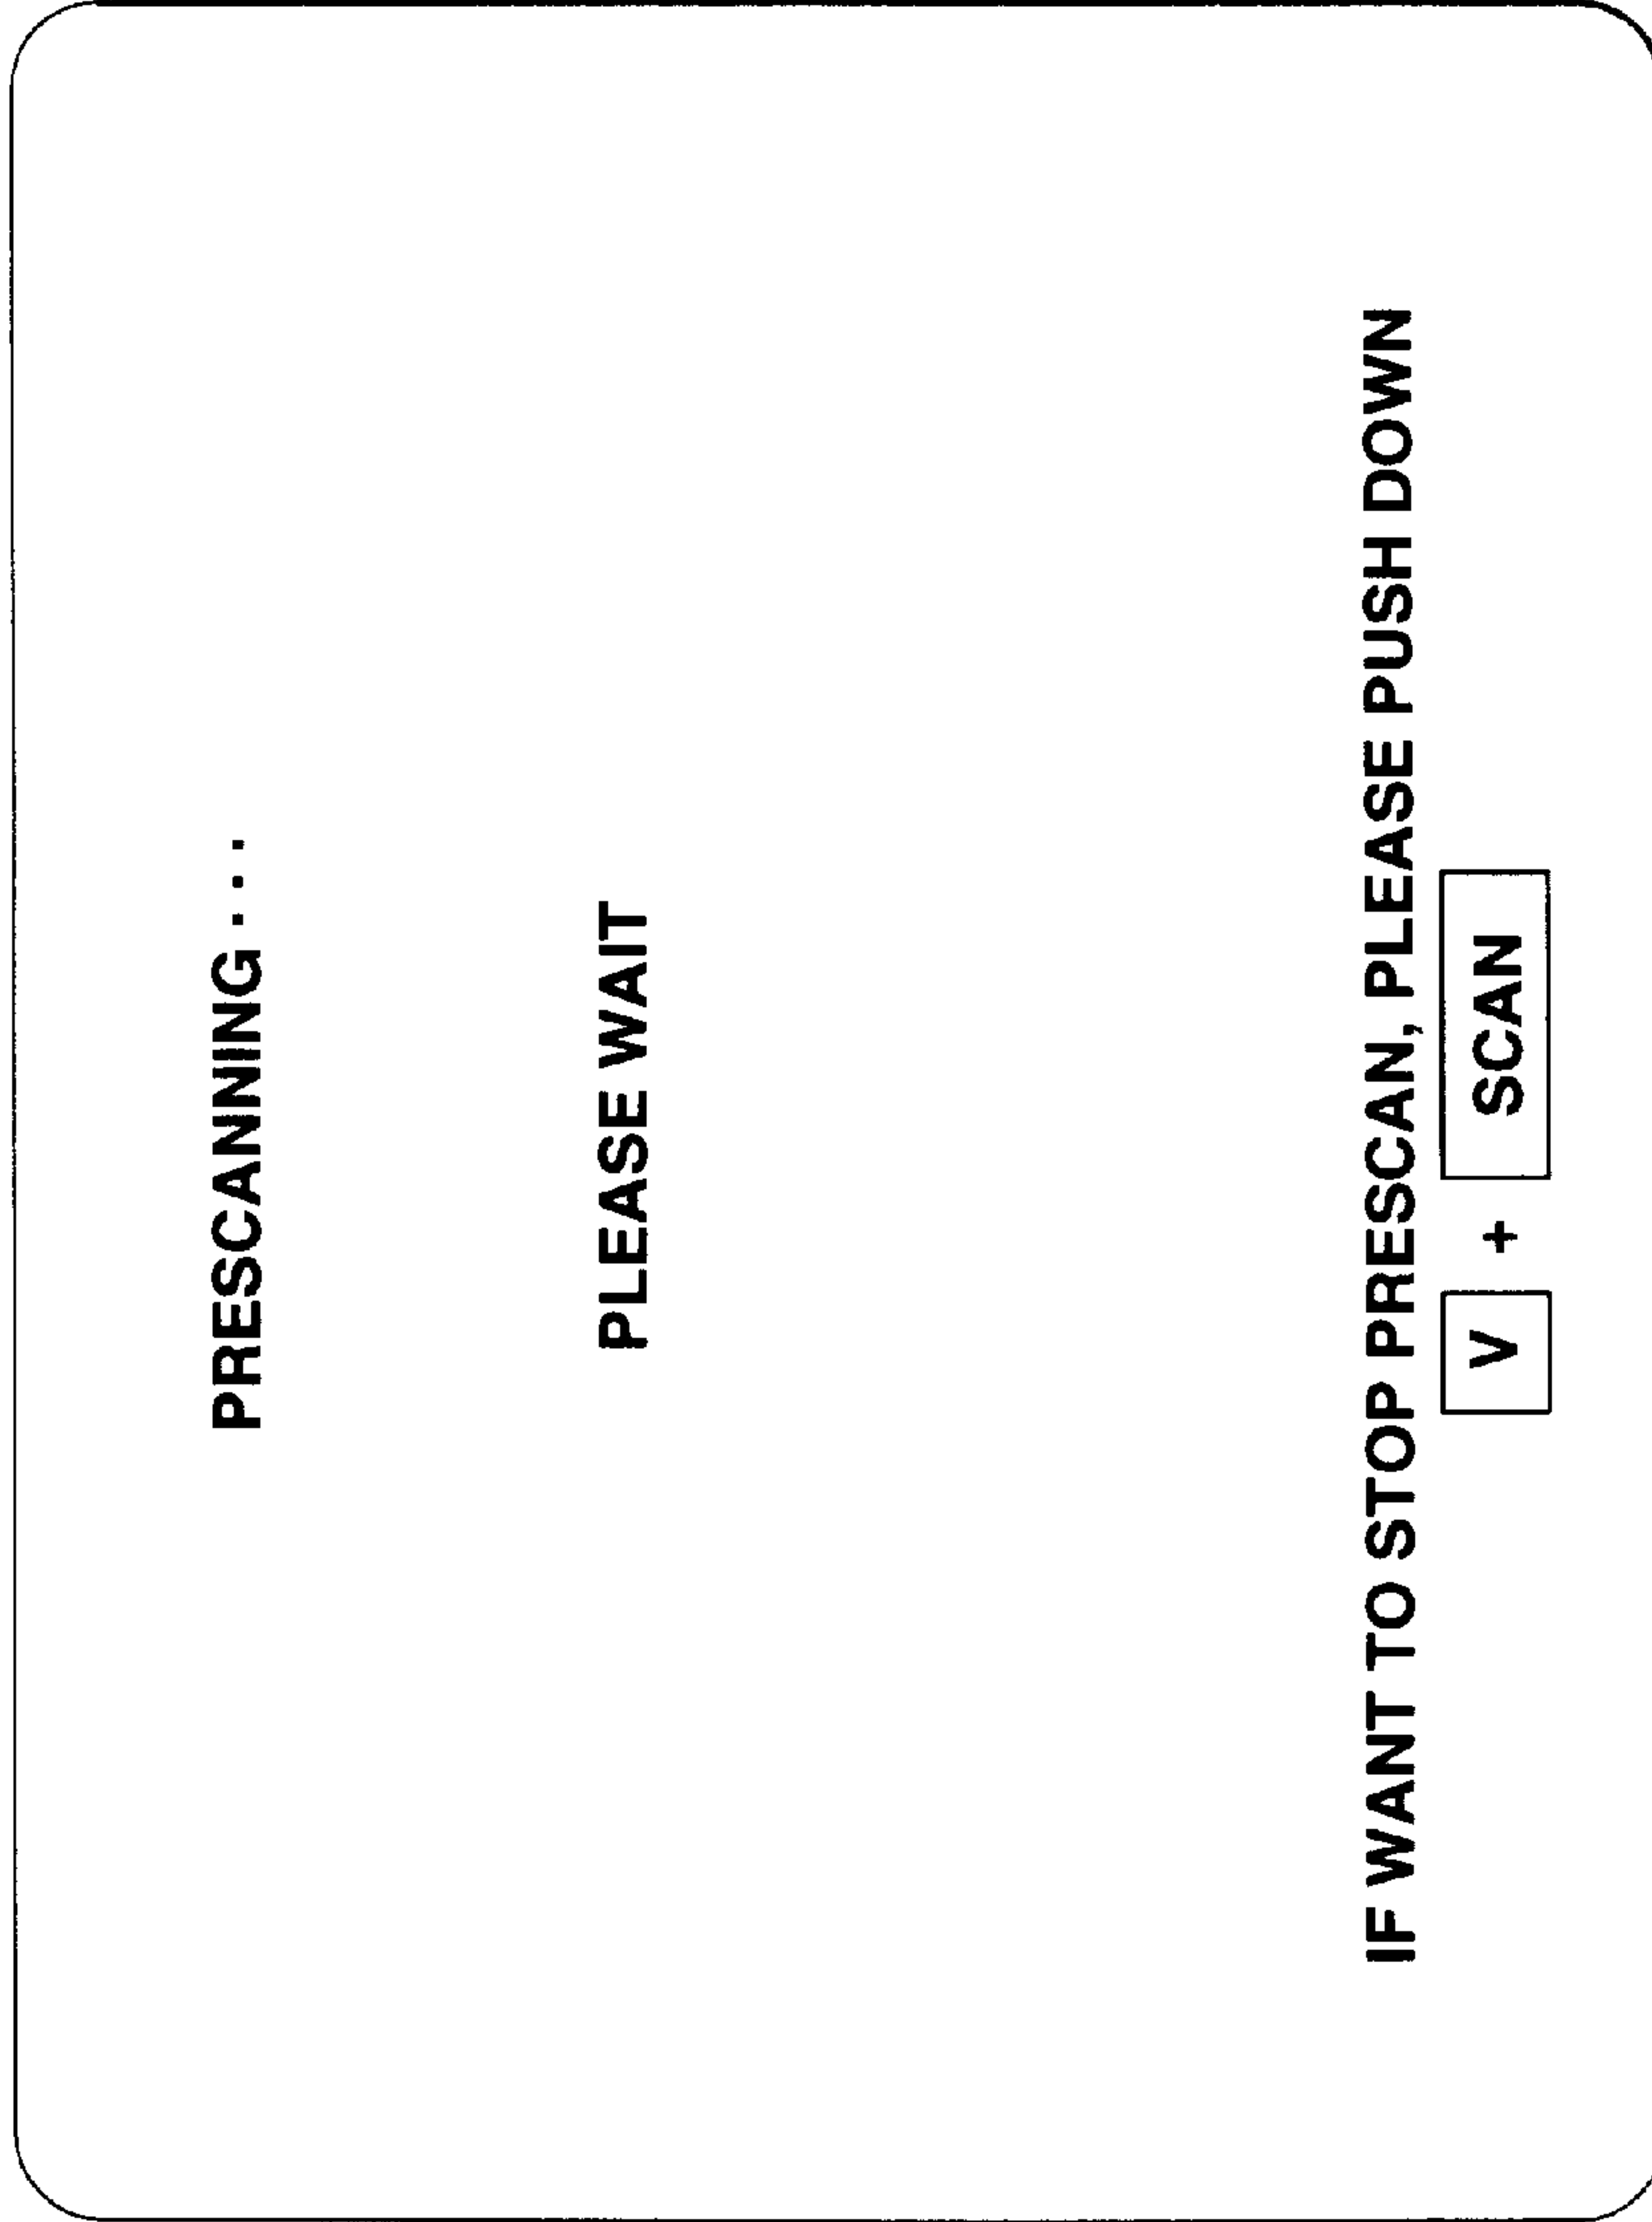 PRESCANNING...
PLEASE WAIT
IF WANT TO STOP PRESCAN, PLEASE PUSH DOWN
V + SCAN